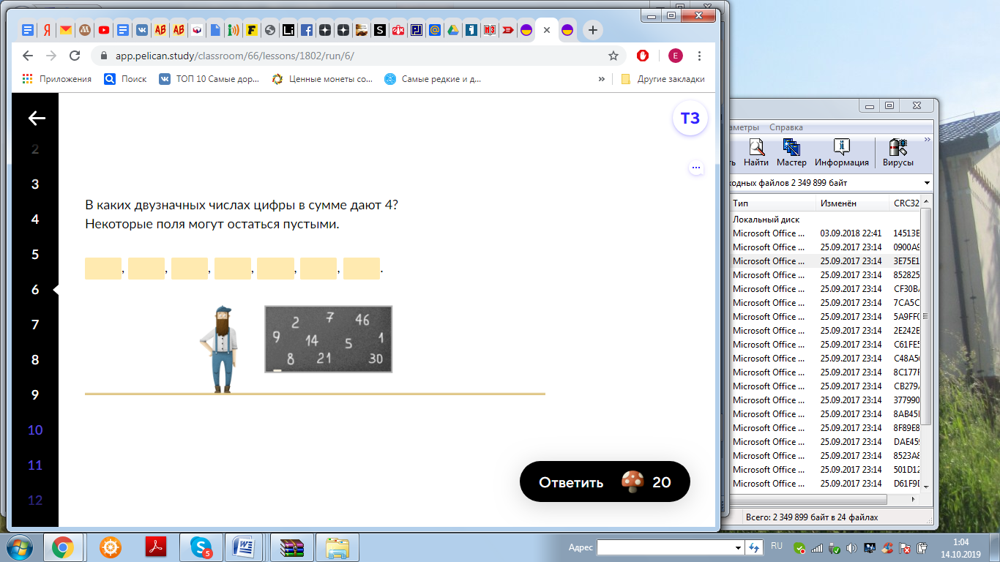 app.pelican.study/classroom/66/lessons/1802/run/6/
E
Приложения
Поиск
ТОП 10 Самые дор...
Ценные монеты со...
Самые редкие и д...
»
Другие закладки
ТЗ
2
3
4
5
6
7
8
9
10
11
12
В каких двузначных числах цифры в сумме дают 4?
Некоторые поля могут остаться пустыми.
, , , , , , .
2 7 46
9 14 5 1
8 21 30
Ответить 20
аметры Справка
ть Найти Мастер Информация Вирусы »
ходных файлов 2 349 899 байт
Тип Изменён CRC32
Локальный диск
Microsoft Office ... 03.09.2018 22:41 14513E
Microsoft Office ... 25.09.2017 23:14 0900A9
Microsoft Office ... 25.09.2017 23:14 3E75E1
Microsoft Office ... 25.09.2017 23:14 852825
Microsoft Office ... 25.09.2017 23:14 CF30BA
Microsoft Office ... 25.09.2017 23:14 7CA5C
Microsoft Office ... 25.09.2017 23:14 5A9FF0
Microsoft Office ... 25.09.2017 23:14 2E242E
Microsoft Office ... 25.09.2017 23:14 C61FE5
Microsoft Office ... 25.09.2017 23:14 C48A5
Microsoft Office ... 25.09.2017 23:14 8C177F
Microsoft Office ... 25.09.2017 23:14 CB279A
Microsoft Office ... 25.09.2017 23:14 377990
Microsoft Office ... 25.09.2017 23:14 8AB45
Microsoft Office ... 25.09.2017 23:14 8F89E8
Microsoft Office ... 25.09.2017 23:14 DAE45
Microsoft Office ... 25.09.2017 23:14 8523A8
Microsoft Office ... 25.09.2017 23:14 501D12
Microsoft Office ... 25.09.2017 23:14 D61F9
Всего: 2 349 899 байт в 24 файлах
Адрес
RU
1:04
14.10.2019